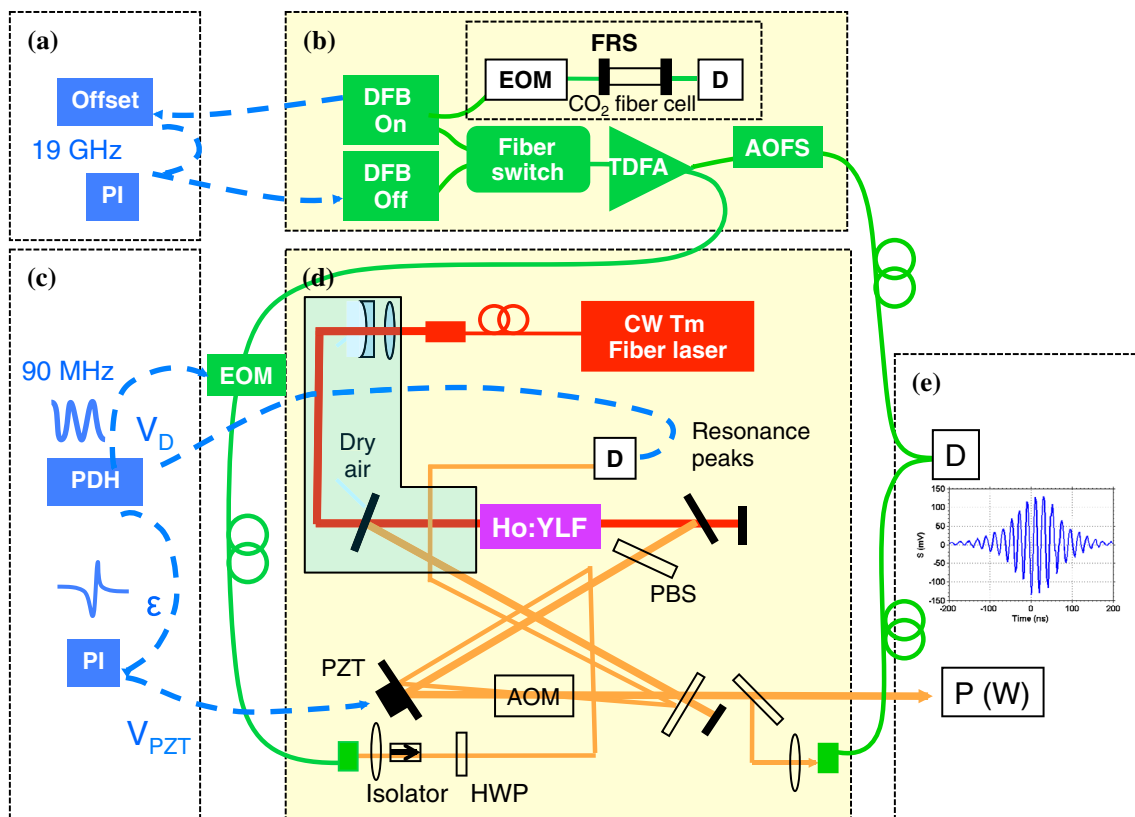 (a)
Offset
19 GHz
PI
(b)
FRS
EOM
D
CO₂ fiber cell
DFB
On
DFB
Off
Fiber
switch
TDFA
AOFS
(c)
90 MHz
EOM
V_D
PDH
ε
PI
V_PZT
(d)
CW Tm
Fiber laser
Dry
air
D
Resonance
peaks
Ho:YLF
PBS
PZT
AOM
Isolator
HWP
(e)
D
S (mV)
150
100
50
0
-50
-100
-150
-200
-100
0
100
200
Time (ns)
P (W)